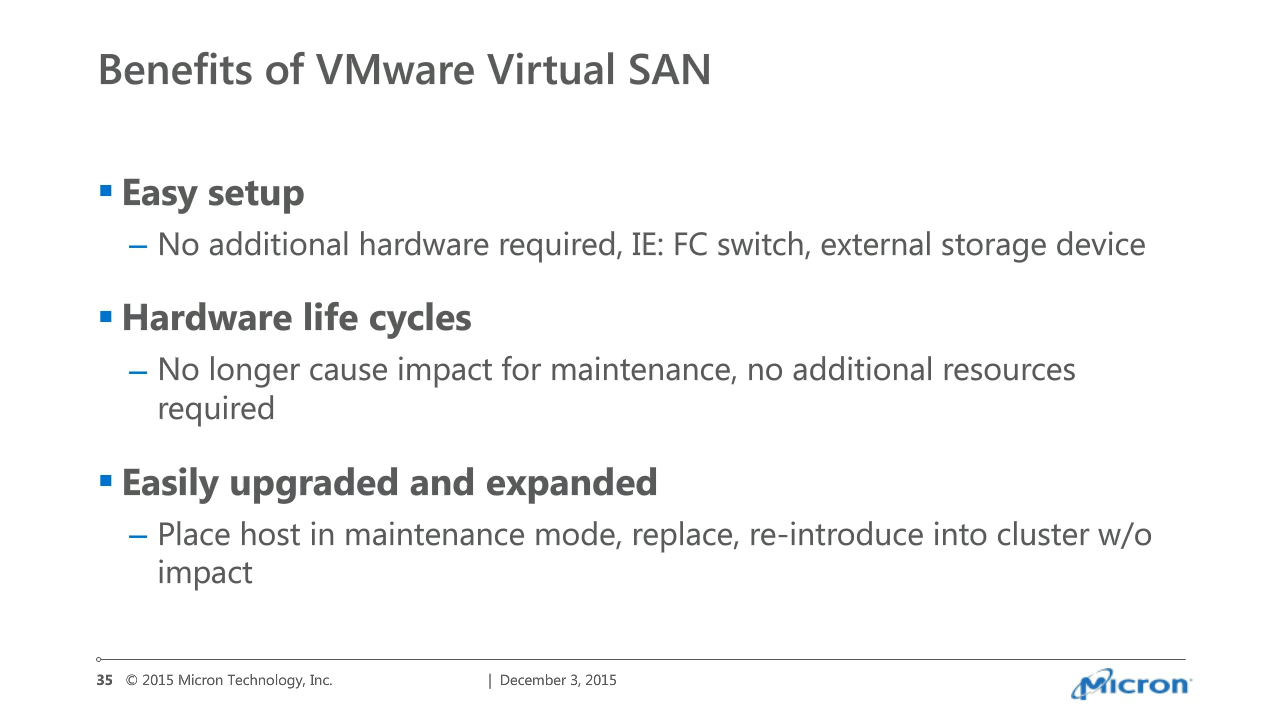 Benefits of VMware Virtual SAN
▪ Easy setup
– No additional hardware required, IE: FC switch, external storage device
▪ Hardware life cycles
– No longer cause impact for maintenance, no additional resources
required
▪ Easily upgraded and expanded
– Place host in maintenance mode, replace, re-introduce into cluster w/o
impact
35 © 2015 Micron Technology, Inc. | December 3, 2015
Micron